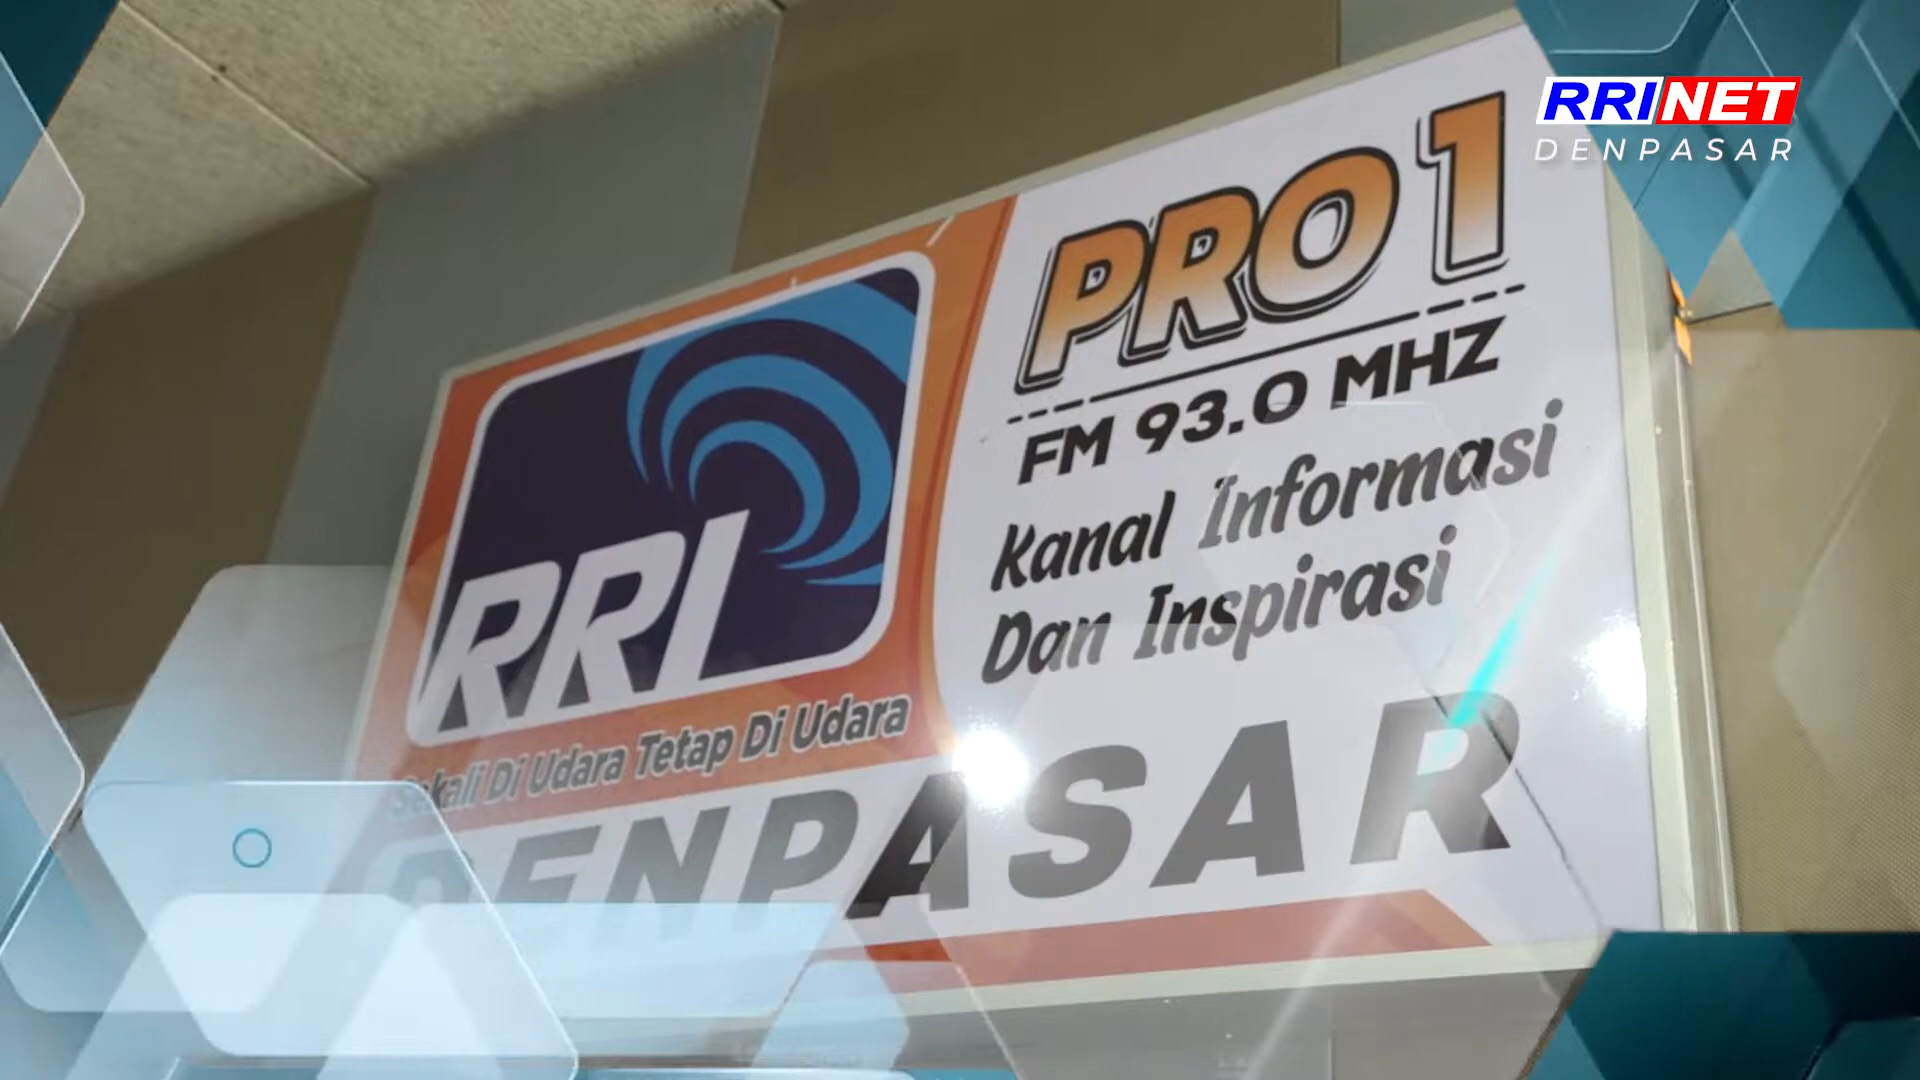 RRINET
DENPASAR
PRO 1
FM 93.0 MHZ
Kanal Informasi
Dan Inspirasi
RRI
Sekali Di Udara Tetap Di Udara
DENPASAR